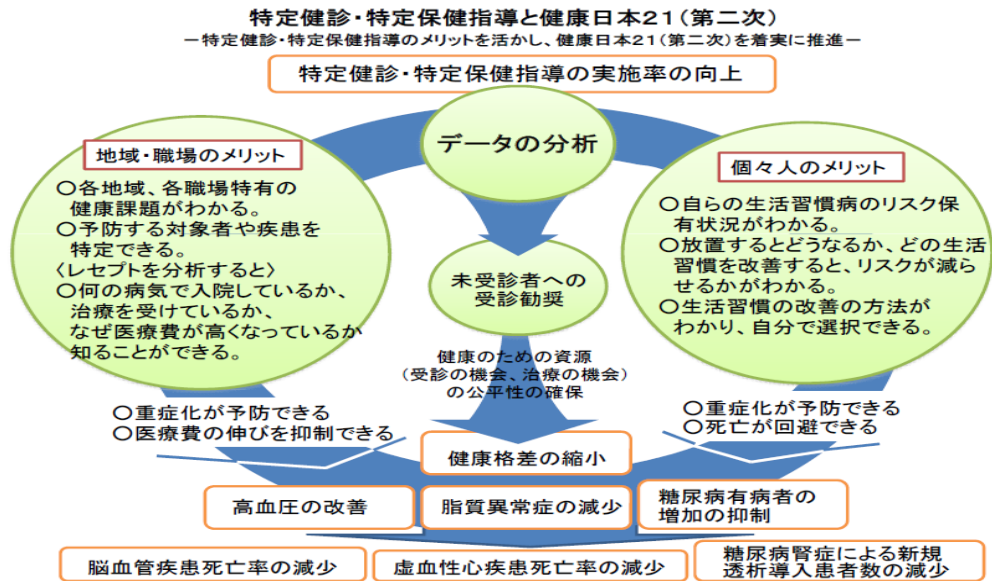 特定健診・特定保健指導と健康日本21（第二次）
－特定健診・特定保健指導のメリットを活かし、健康日本21（第二次）を着実に推進－
特定健診・特定保健指導の実施率の向上
データの分析
地域・職場のメリット
○各地域、各職場特有の
健康課題がわかる。
○予防する対象者や疾患を
特定できる。
〈レセプトを分析すると〉
○何の病気で入院しているか、
治療を受けているか、
なぜ医療費が高くなっているか
知ることができる。
個々人のメリット
○自らの生活習慣病のリスク保
有状況がわかる。
○放置するとどうなるか、どの生活
習慣を改善すると、リスクが減ら
せるかがわかる。
○生活習慣の改善の方法が
わかり、自分で選択できる。
未受診者への
受診勧奨
健康のための資源
（受診の機会、治療の機会）
の公平性の確保
○重症化が予防できる
○医療費の伸びを抑制できる
○重症化が予防できる
○死亡が回避できる
健康格差の縮小
高血圧の改善
脂質異常症の減少
糖尿病有病者の
増加の抑制
脳血管疾患死亡率の減少
虚血性心疾患死亡率の減少
糖尿病腎症による新規
透析導入患者数の減少